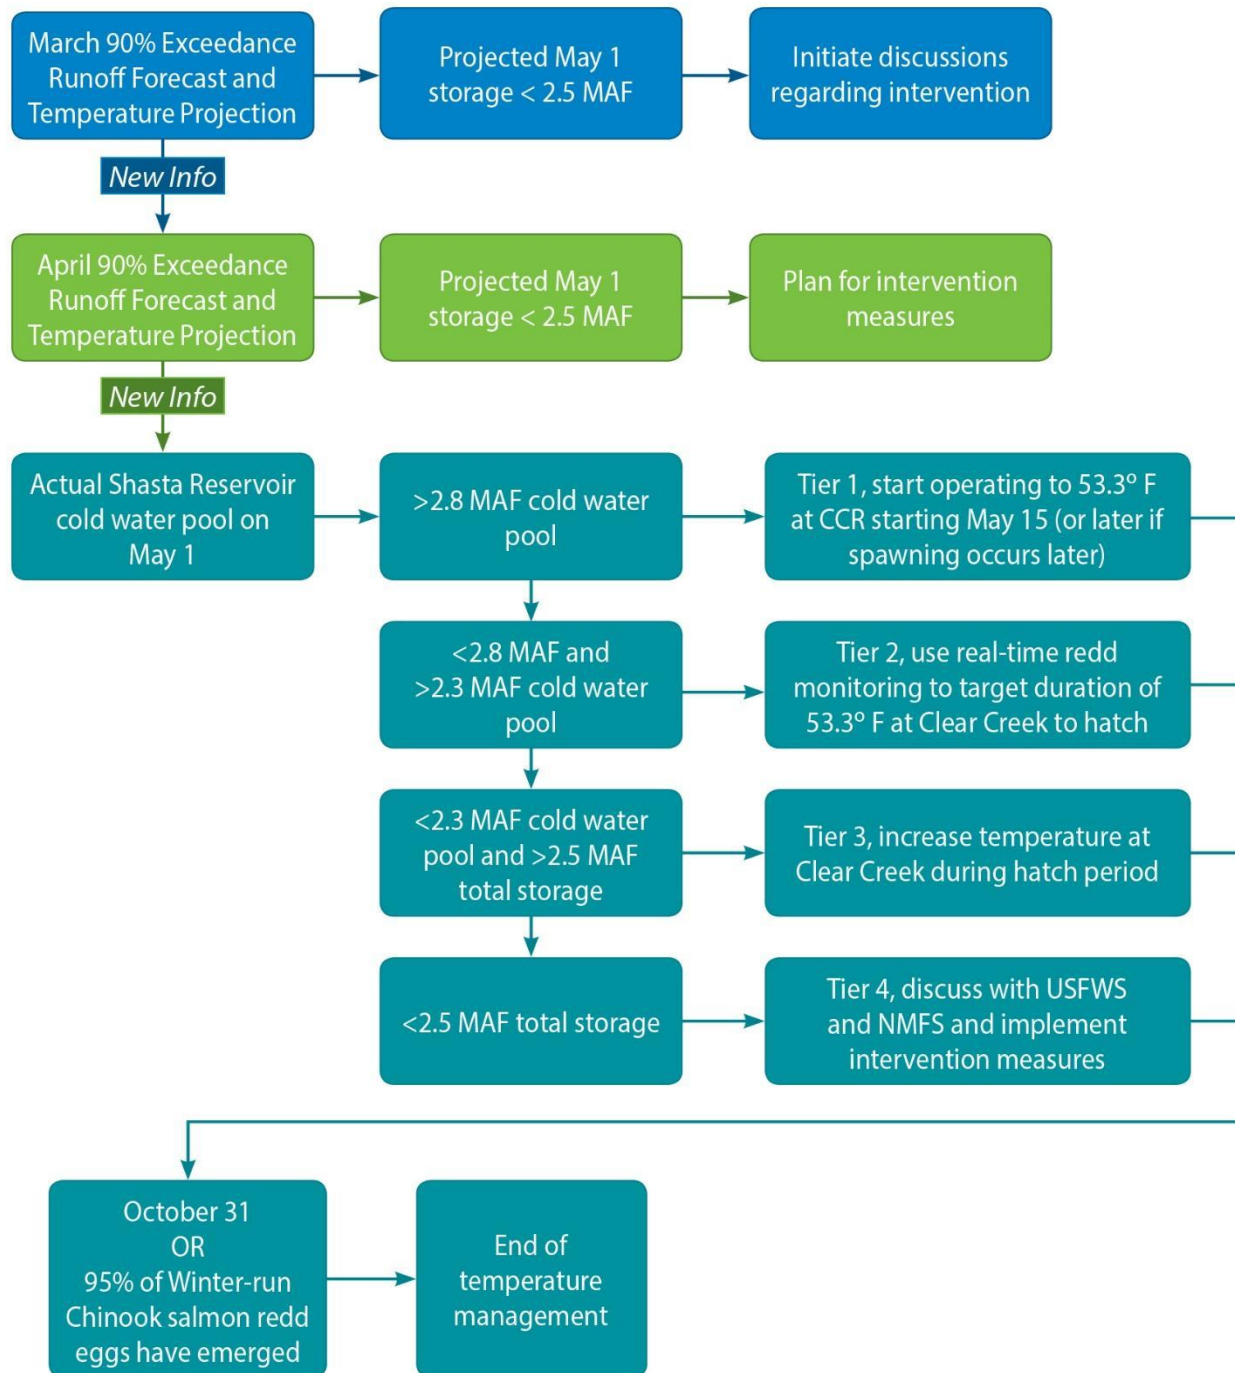 March 90% Exceedance
Runoff Forecast and
Temperature Projection
Projected May 1
storage < 2.5 MAF
Initiate discussions
regarding intervention
New Info
April 90% Exceedance
Runoff Forecast and
Temperature Projection
Projected May 1
storage < 2.5 MAF
Plan for intervention
measures
New Info
Actual Shasta Reservoir
cold water pool on
May 1
>2.8 MAF cold water
pool
Tier 1, start operating to 53.3º F
at CCR starting May 15 (or later if
spawning occurs later)
<2.8 MAF and
>2.3 MAF cold water
pool
Tier 2, use real-time redd
monitoring to target duration of
53.3º F at Clear Creek to hatch
<2.3 MAF cold water
pool and >2.5 MAF
total storage
Tier 3, increase temperature at
Clear Creek during hatch period
<2.5 MAF total storage
Tier 4, discuss with USFWS
and NMFS and implement
intervention measures
October 31
OR
95% of Winter-run
Chinook salmon redd
eggs have emerged
End of
temperature
management